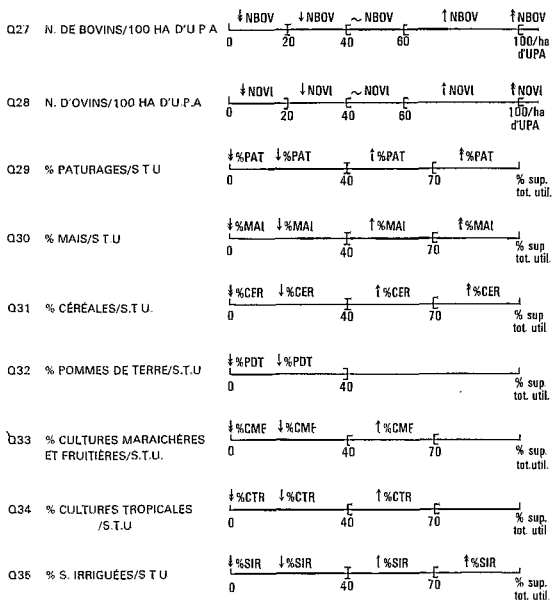 ↡NBOV ↓NBOV ~NBOV ↑NBOV ↟NBOV
Q27 N. DE BOVINS/100 HA D'U P A
0 20 40 60 100/ha
d'UPA
↡NOVI ↓NOVI ~NOVI ↑NOVI ↟NOVI
Q28 N. D'OVINS/100 HA D'U.P.A
0 20 40 60 100/ha
d'UPA
↡%PAT ↓%PAT ↑%PAT ↟%PAT
Q29 % PATURAGES/S T U
0 40 70 % sup.
tot. util.
↡%MAI ↓%MAI ↑%MAI ↟%MAI
Q30 % MAIS/S T.U
0 40 70 % sup
tot. util.
↡%CER ↓%CER ↑%CER ↟%CER
Q31 % CÉRÉALES/S.T U.
0 40 70 % sup
tot. util.
↡%PDT ↓%PDT
Q32 % POMMES DE TERRE/S.T.U
0 40 % sup.
tot. util.
↡%CME ↓%CME ↑%CME
Q33 % CULTURES MARAICHÈRES
ET FRUITIÈRES/S.T.U.
0 40 70 % sup.
tot.util.
↡%CTR ↓%CTR ↑%CTR
Q34 % CULTURES TROPICALES
/S.T.U
0 40 70 % sup.
tot util
↡%SIR ↓%SIR ↑%SIR ↟%SIR
Q35 % S. IRRIGUÉES/S T U
0 40 70 % sup.
tot. util.